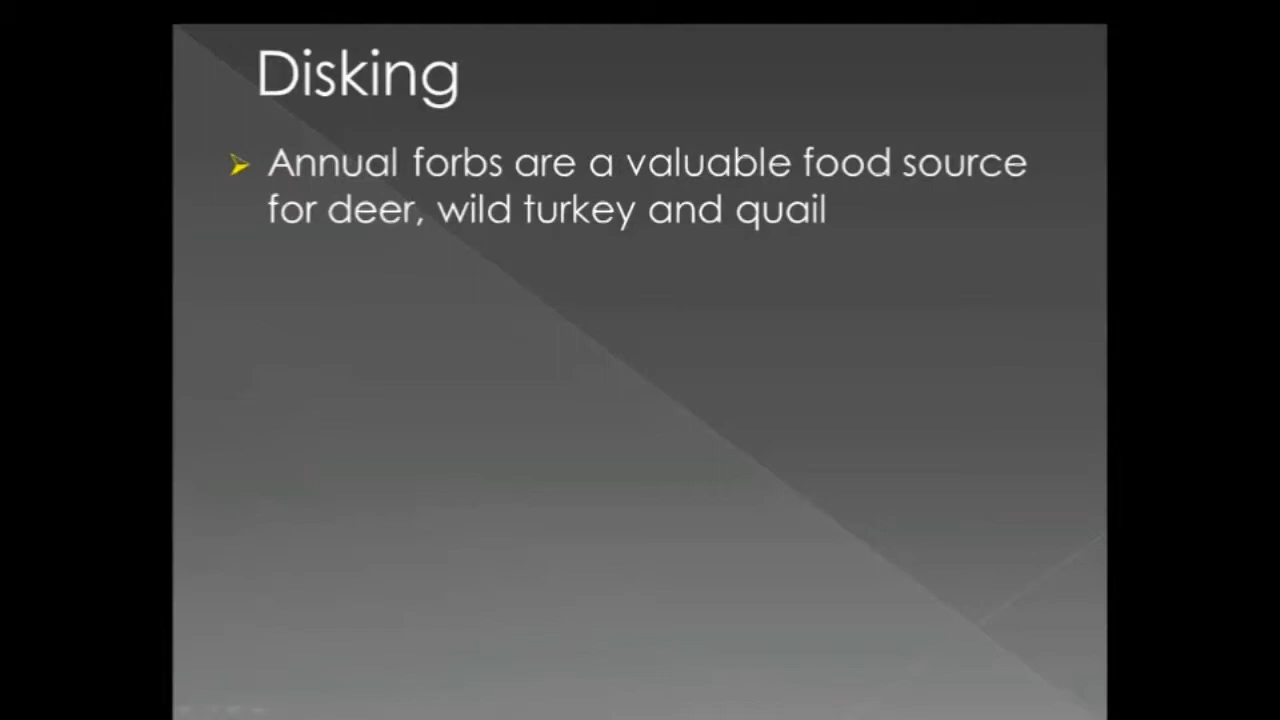 Disking
Annual forbs are a valuable food source
for deer, wild turkey and quail